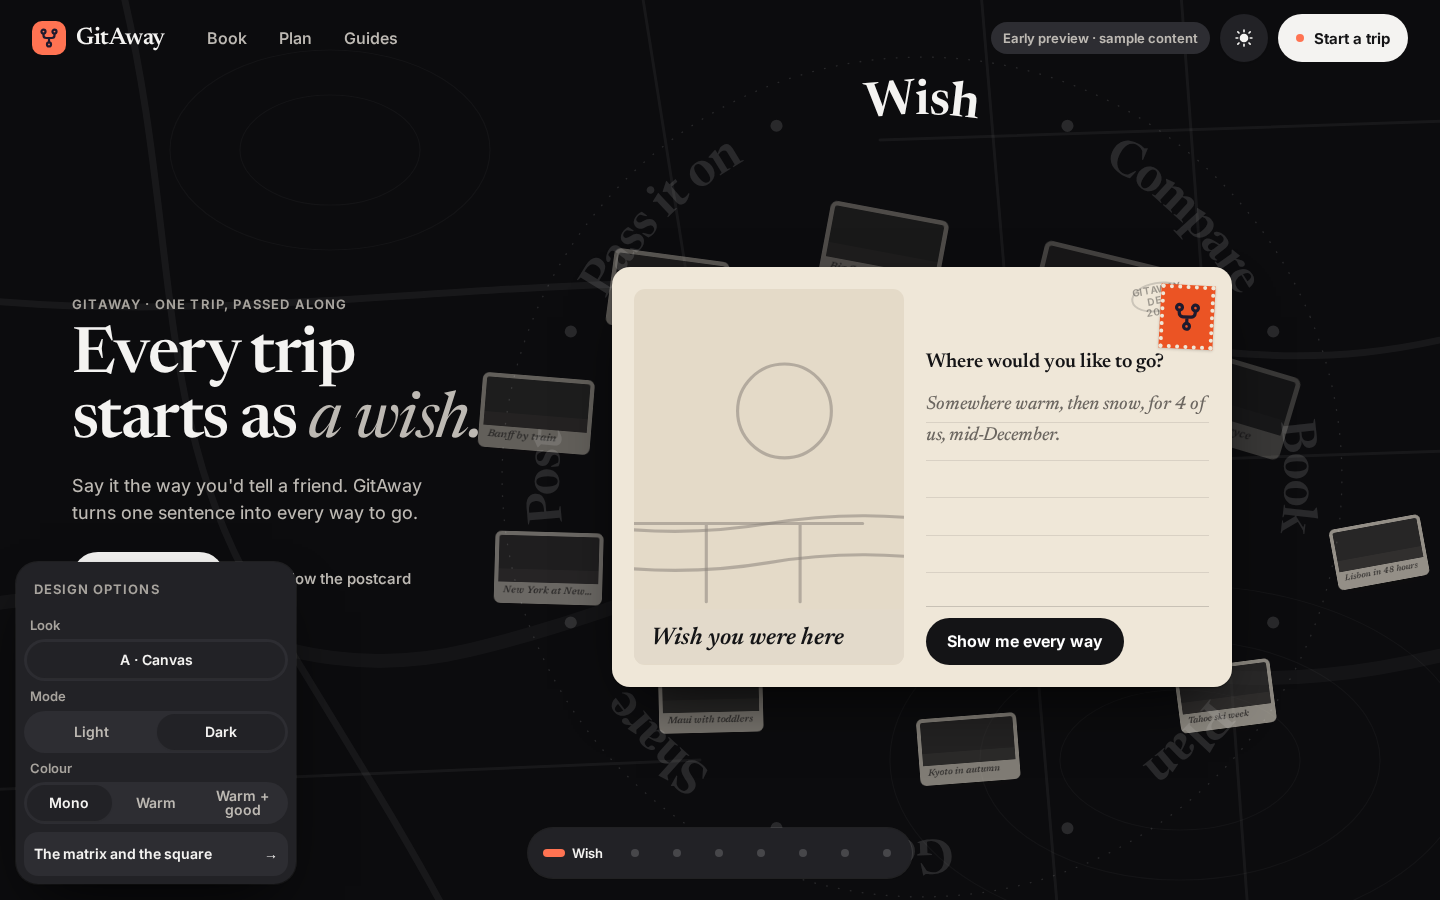 GitAway
Book
Plan
Guides
Early preview · sample content
Start a trip
Wish
Pass it on
Compare
GITAWAY · ONE TRIP, PASSED ALONG
Every trip
starts as a wish.
Say it the way you'd tell a friend. GitAway
turns one sentence into every way to go.
low the postcard
Banff by train
Post
New York at New...
Where would you like to go?
Somewhere warm, then snow, for 4 of
us, mid-December.
Wish you were here
Show me every way
Book
Lisbon in 48 hours
Maui with toddlers
Share
Kyoto in autumn
Tahoe ski week
plan
DESIGN OPTIONS
Look
A · Canvas
Mode
Light
Dark
Colour
Mono
Warm
Warm +
good
The matrix and the square
→
Wish